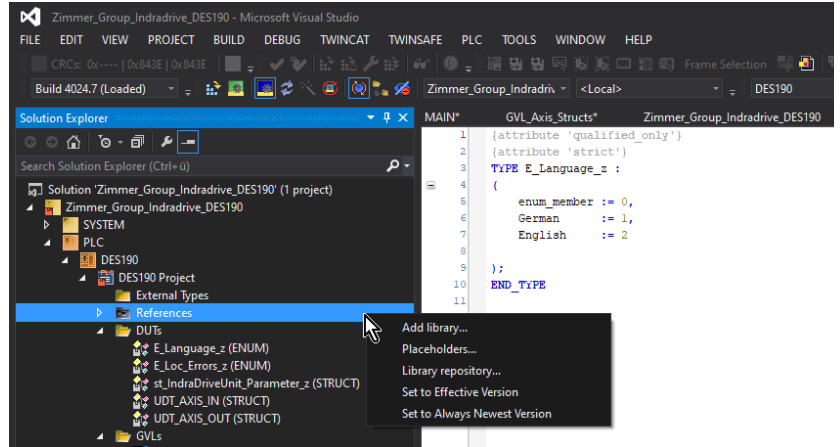 Zimmer_Group_Indradrive_DES190 - Microsoft Visual Studio
FILE EDIT VIEW PROJECT BUILD DEBUG TWINCAT TWINSAFE PLC TOOLS WINDOW HELP
CRCs: 0x---- | 0x843E | 0x843E Frame Selection
Build 4024.7 (Loaded) Zimmer_Group_Indradriv <Local> DES190
Solution Explorer MAIN* GVL_Axis_Structs* Zimmer_Group_Indradrive_DES190
Search Solution Explorer (Ctrl+ü)
Solution 'Zimmer_Group_Indradrive_DES190' (1 project)
Zimmer_Group_Indradrive_DES190
SYSTEM
PLC
DES190
DES190 Project
External Types
References
DUTs
E_Language_z (ENUM)
E_Loc_Errors_z (ENUM)
st_IndraDriveUnit_Parameter_z (STRUCT)
UDT_AXIS_IN (STRUCT)
UDT_AXIS_OUT (STRUCT)
GVLs
1 {attribute 'qualified_only'}
2 {attribute 'strict'}
3 TYPE E_Language_z :
4 (
5 enum_member := 0,
6 German := 1,
7 English := 2
8
9 );
10 END_TYPE
11
Add library...
Placeholders...
Library repository...
Set to Effective Version
Set to Always Newest Version